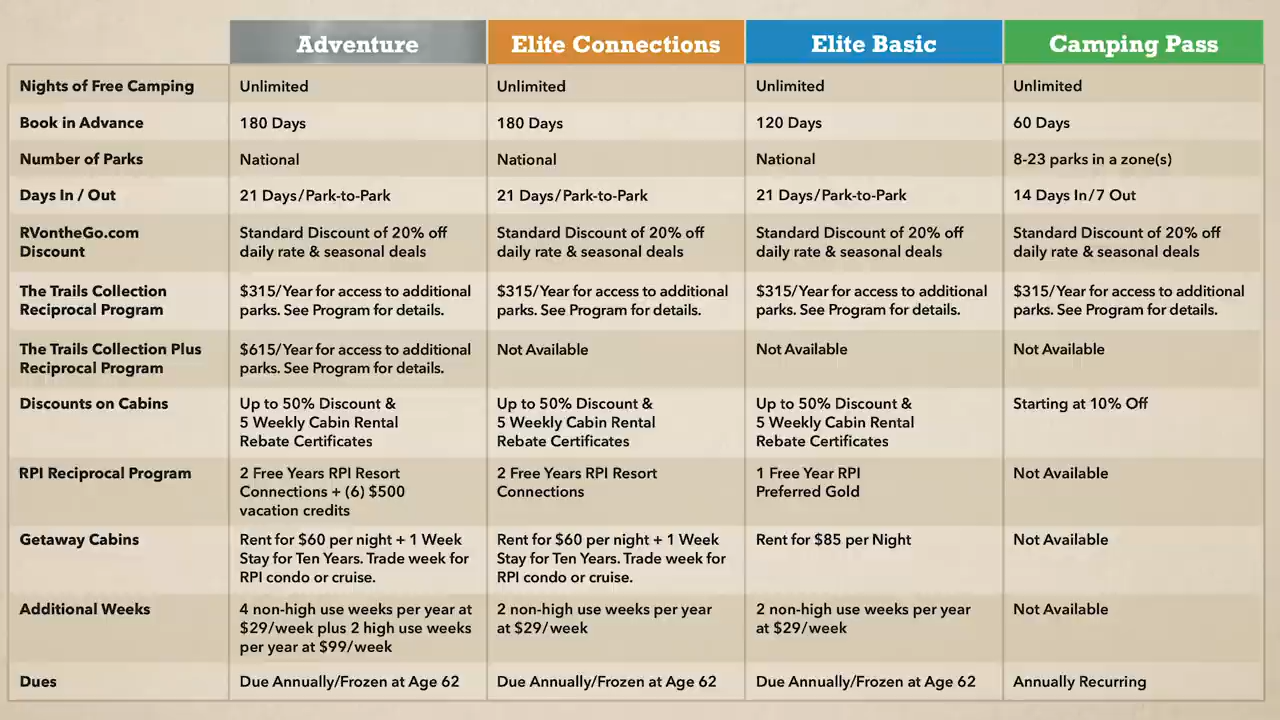 Adventure Elite Connections Elite Basic Camping Pass
Nights of Free Camping Unlimited Unlimited Unlimited Unlimited
Book in Advance 180 Days 180 Days 120 Days 60 Days
Number of Parks National National National 8-23 parks in a zone(s)
Days In / Out 21 Days/Park-to-Park 21 Days/Park-to-Park 21 Days/Park-to-Park 14 Days In/7 Out
RVontheGo.com Standard Discount of 20% off Standard Discount of 20% off Standard Discount of 20% off Standard Discount of 20% off
Discount daily rate & seasonal deals daily rate & seasonal deals daily rate & seasonal deals daily rate & seasonal deals
The Trails Collection $315/Year for access to additional $315/Year for access to additional $315/Year for access to additional $315/Year for access to additional
Reciprocal Program parks. See Program for details. parks. See Program for details. parks. See Program for details. parks. See Program for details.
The Trails Collection Plus $615/Year for access to additional Not Available Not Available Not Available
Reciprocal Program parks. See Program for details.
Discounts on Cabins Up to 50% Discount & Up to 50% Discount & Up to 50% Discount & Starting at 10% Off
5 Weekly Cabin Rental 5 Weekly Cabin Rental 5 Weekly Cabin Rental
Rebate Certificates Rebate Certificates Rebate Certificates
RPI Reciprocal Program 2 Free Years RPI Resort 2 Free Years RPI Resort 1 Free Year RPI Not Available
Connections + (6) $500 Connections Preferred Gold
vacation credits
Getaway Cabins Rent for $60 per night + 1 Week Rent for $60 per night + 1 Week Rent for $85 per Night Not Available
Stay for Ten Years. Trade week for Stay for Ten Years. Trade week for
RPI condo or cruise. RPI condo or cruise.
Additional Weeks 4 non-high use weeks per year at 2 non-high use weeks per year 2 non-high use weeks per year Not Available
$29/week plus 2 high use weeks at $29/week at $29/week
per year at $99/week
Dues Due Annually/Frozen at Age 62 Due Annually/Frozen at Age 62 Due Annually/Frozen at Age 62 Annually Recurring